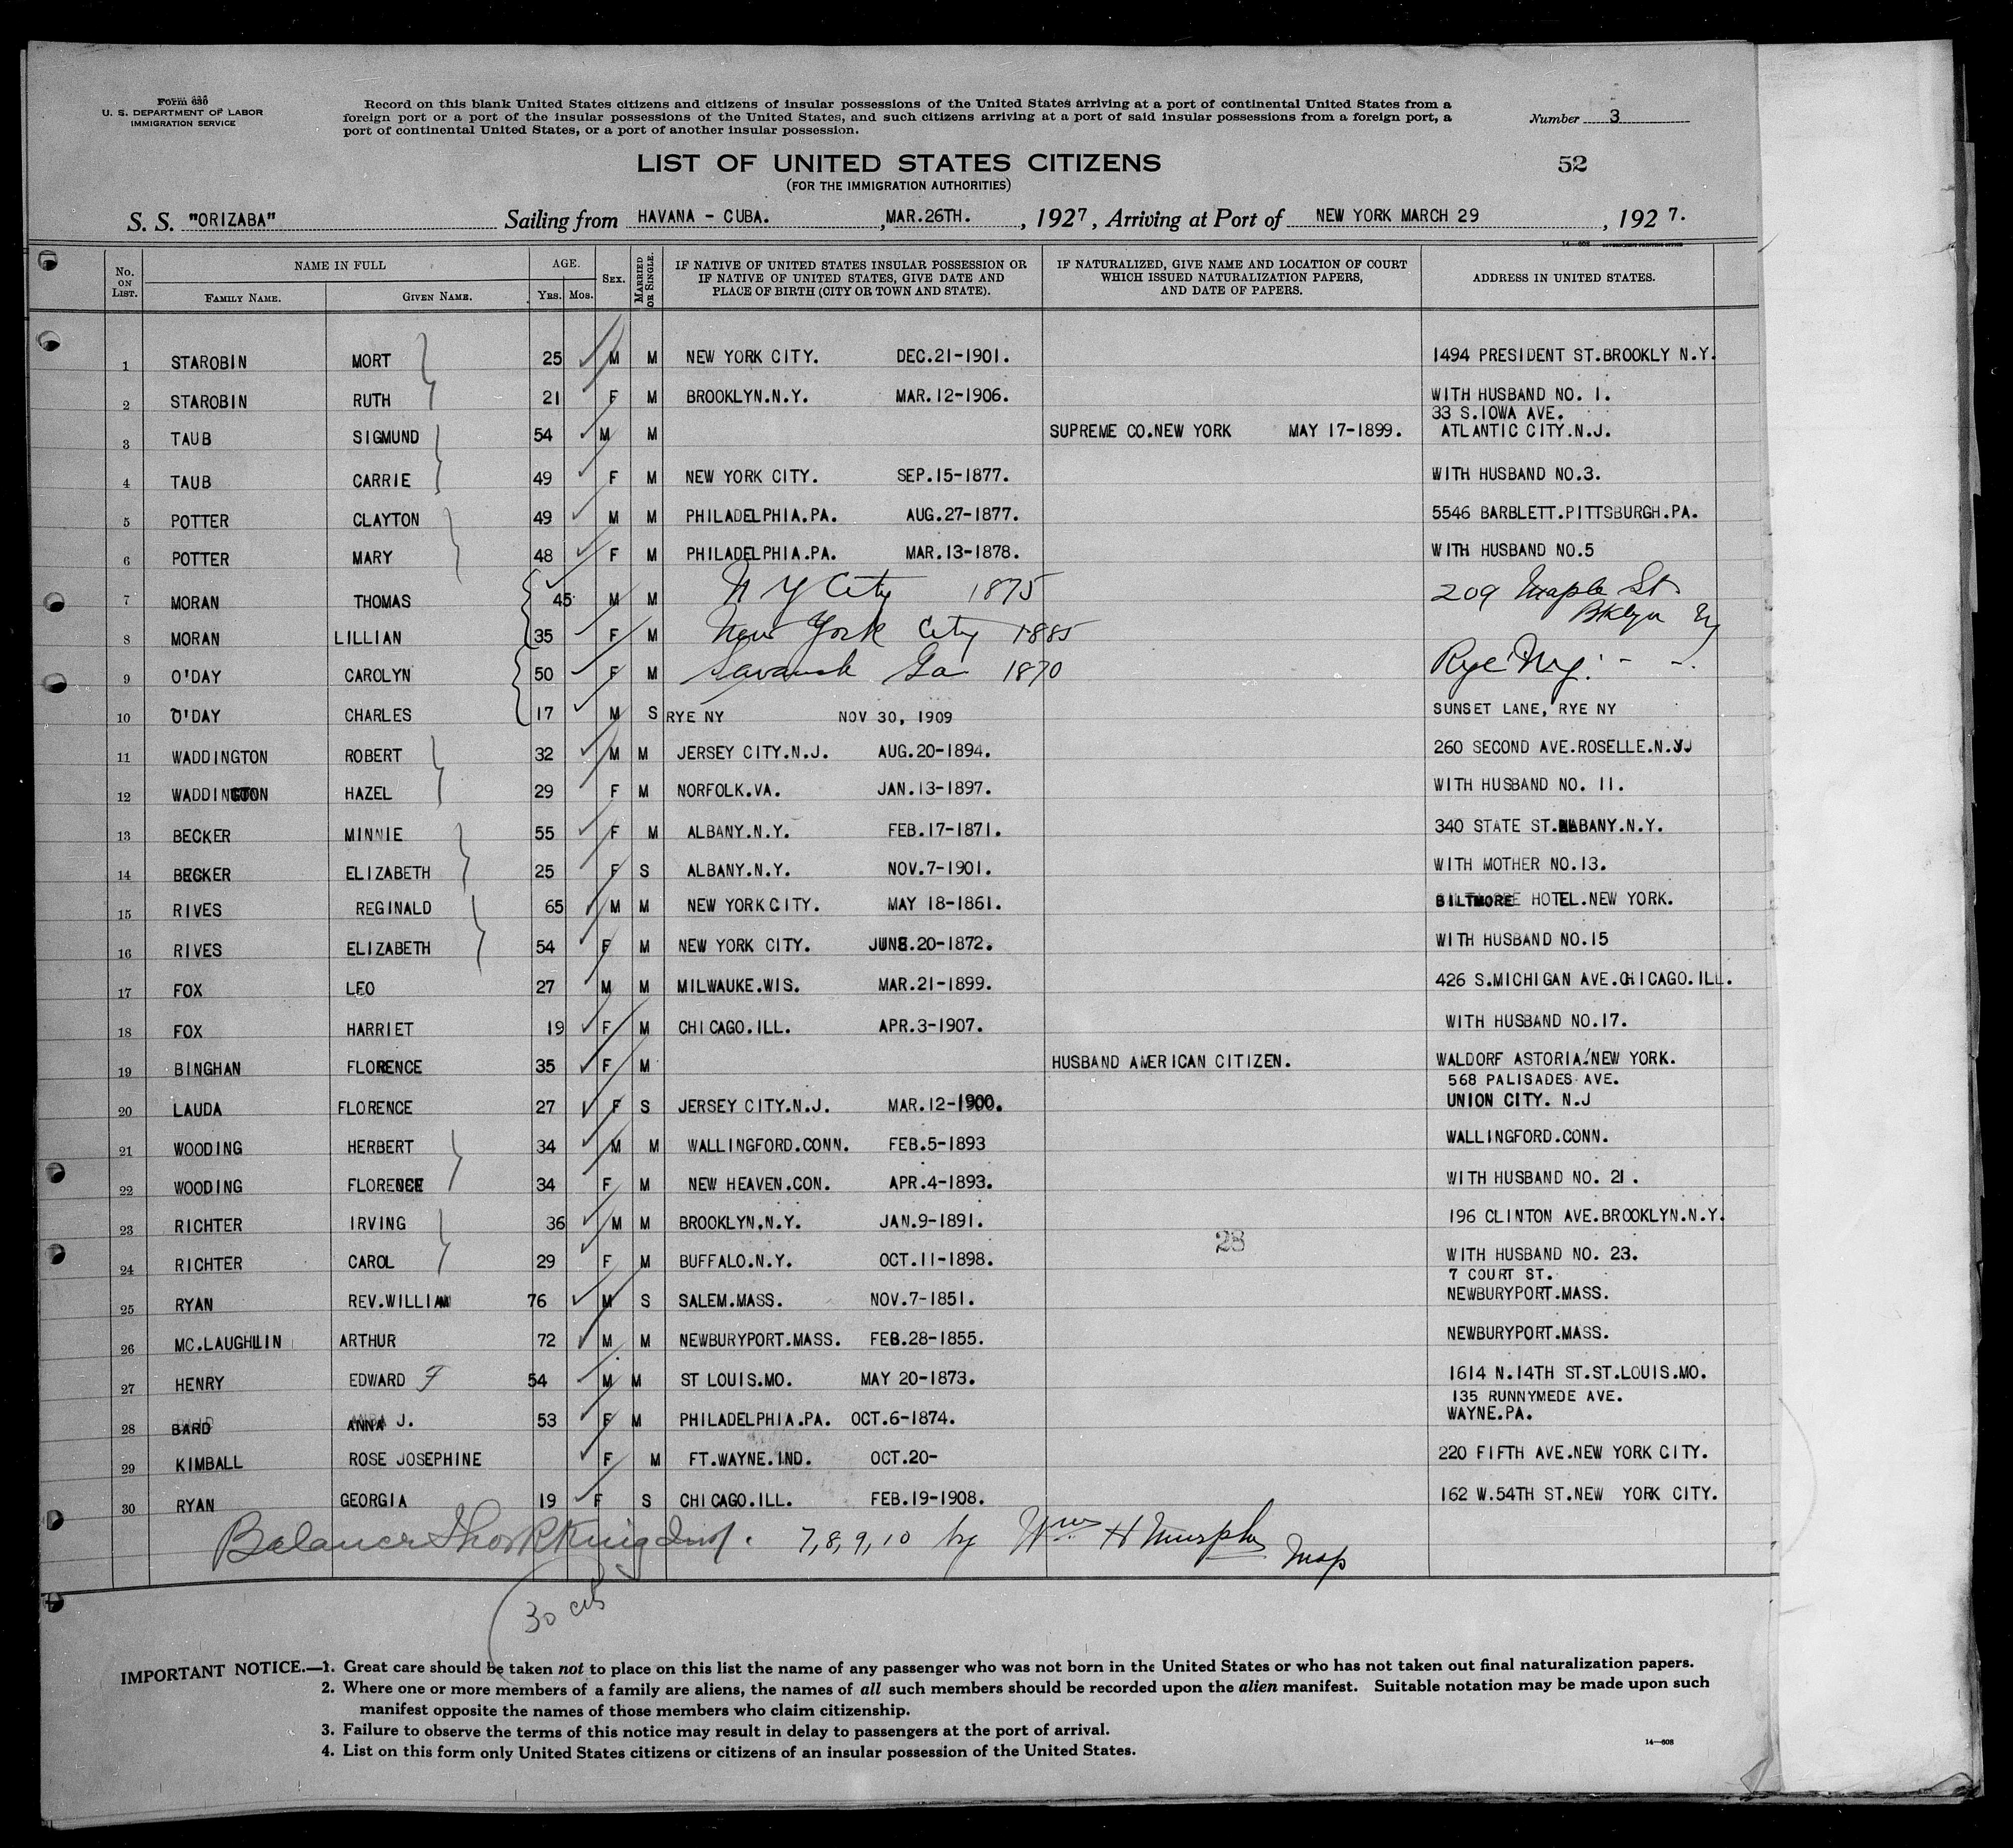 Form 630
U. S. DEPARTMENT OF LABOR
IMMIGRATION SERVICE
Record on this blank United States citizens and citizens of insular possessions of the United States arriving at a port of continental United States from a
foreign port or a port of the insular possessions of the United States, and such citizens arriving at a port of said insular possessions from a foreign port, a
port of continental United States, or a port of another insular possession.
Number 3
LIST OF UNITED STATES CITIZENS
52
(FOR THE IMMIGRATION AUTHORITIES)
S. S. "ORIZABA" Sailing from HAVANA - CUBA. , MAR.26TH. , 1927, Arriving at Port of NEW YORK MARCH 29 , 1927.
No. ON LIST. NAME IN FULL FAMILY NAME. GIVEN NAME. AGE. YRS. MOS. SEX. MARRIED OR SINGLE. IF NATIVE OF UNITED STATES INSULAR POSSESSION OR IF NATIVE OF UNITED STATES, GIVE DATE AND PLACE OF BIRTH (CITY OR TOWN AND STATE). IF NATURALIZED, GIVE NAME AND LOCATION OF COURT WHICH ISSUED NATURALIZATION PAPERS, AND DATE OF PAPERS. ADDRESS IN UNITED STATES.
1 STAROBIN MORT 25 M M NEW YORK CITY. DEC.21-1901. 1494 PRESIDENT ST.BROOKLY N.Y.
2 STAROBIN RUTH 21 F M BROOKLYN.N.Y. MAR.12-1906. WITH HUSBAND NO. 1.
33 S.IOWA AVE.
3 TAUB SIGMUND 54 M M SUPREME CO.NEW YORK MAY 17-1899. ATLANTIC CITY.N.J.
4 TAUB CARRIE 49 F M NEW YORK CITY. SEP.15-1877. WITH HUSBAND NO.3.
5 POTTER CLAYTON 49 M M PHILADELPHIA.PA. AUG.27-1877. 5546 BARBLETT.PITTSBURGH.PA.
6 POTTER MARY 48 F M PHILADELPHIA.PA. MAR.13-1878. WITH HUSBAND NO.5
7 MORAN THOMAS 45 M M N Y City 1875 209 Maple St
Bklyn Ny
8 MORAN LILLIAN 35 F M New York City 1885
9 O'DAY CAROLYN 50 F M Savanah Ga 1870 Rye Ny.
10 O'DAY CHARLES 17 M S RYE NY NOV 30, 1909 SUNSET LANE, RYE NY
11 WADDINGTON ROBERT 32 M M JERSEY CITY.N.J. AUG.20-1894. 260 SECOND AVE.ROSELLE.N.J
12 WADDINGTON HAZEL 29 F M NORFOLK.VA. JAN.13-1897. WITH HUSBAND NO. 11.
13 BECKER MINNIE 55 F M ALBANY.N.Y. FEB.17-1871. 340 STATE ST.ALBANY.N.Y.
14 BECKER ELIZABETH 25 F S ALBANY.N.Y. NOV.7-1901. WITH MOTHER NO.13.
15 RIVES REGINALD 65 M M NEW YORK CITY. MAY 18-1861. BILTMORE HOTEL.NEW YORK.
16 RIVES ELIZABETH 54 F M NEW YORK CITY. JUNE.20-1872. WITH HUSBAND NO.15
17 FOX LEO 27 M M MILWAUKE.WIS. MAR.21-1899. 426 S.MICHIGAN AVE.CHICAGO.ILL.
18 FOX HARRIET 19 F M CHICAGO.ILL. APR.3-1907. WITH HUSBAND NO.17.
19 BINGHAN FLORENCE 35 F M HUSBAND AMERICAN CITIZEN. WALDORF ASTORIA.NEW YORK.
568 PALISADES AVE.
20 LAUDA FLORENCE 27 F S JERSEY CITY.N.J. MAR.12-1900. UNION CITY. N.J
21 WOODING HERBERT 34 M M WALLINGFORD.CONN. FEB.5-1893 WALLINGFORD.CONN.
22 WOODING FLORENCE 34 F M NEW HEAVEN.CON. APR.4-1893. WITH HUSBAND NO. 21.
23 RICHTER IRVING 36 M M BROOKLYN.N.Y. JAN.9-1891. 196 CLINTON AVE.BROOKLYN.N.Y.
23
24 RICHTER CAROL 29 F M BUFFALO.N.Y. OCT.11-1898. WITH HUSBAND NO. 23.
7 COURT ST.
25 RYAN REV.WILLIAM 76 M S SALEM.MASS. NOV.7-1851. NEWBURYPORT.MASS.
26 MC.LAUGHLIN ARTHUR 72 M M NEWBURYPORT.MASS. FEB.28-1855. NEWBURYPORT.MASS.
27 HENRY EDWARD F 54 M M ST LOUIS.MO. MAY 20-1873. 1614 N.14TH ST.ST.LOUIS.MO.
135 RUNNYMEDE AVE.
28 BARD ANNA J. 53 F M PHILADELPHIA.PA. OCT.6-1874. WAYNE.PA.
29 KIMBALL ROSE JOSEPHINE F M FT.WAYNE.IND. OCT.20- 220 FIFTH AVE.NEW YORK CITY.
30 RYAN GEORGIA 19 F S CHICAGO.ILL. FEB.19-1908. 162 W.54TH ST.NEW YORK CITY.
Balance 7,8,9,10 by Wm H Murphy
30
IMPORTANT NOTICE.—1. Great care should be taken not to place on this list the name of any passenger who was not born in the United States or who has not taken out final naturalization papers.
2. Where one or more members of a family are aliens, the names of all such members should be recorded upon the alien manifest. Suitable notation may be made upon such
manifest opposite the names of those members who claim citizenship.
3. Failure to observe the terms of this notice may result in delay to passengers at the port of arrival.
4. List on this form only United States citizens or citizens of an insular possession of the United States.
14—608